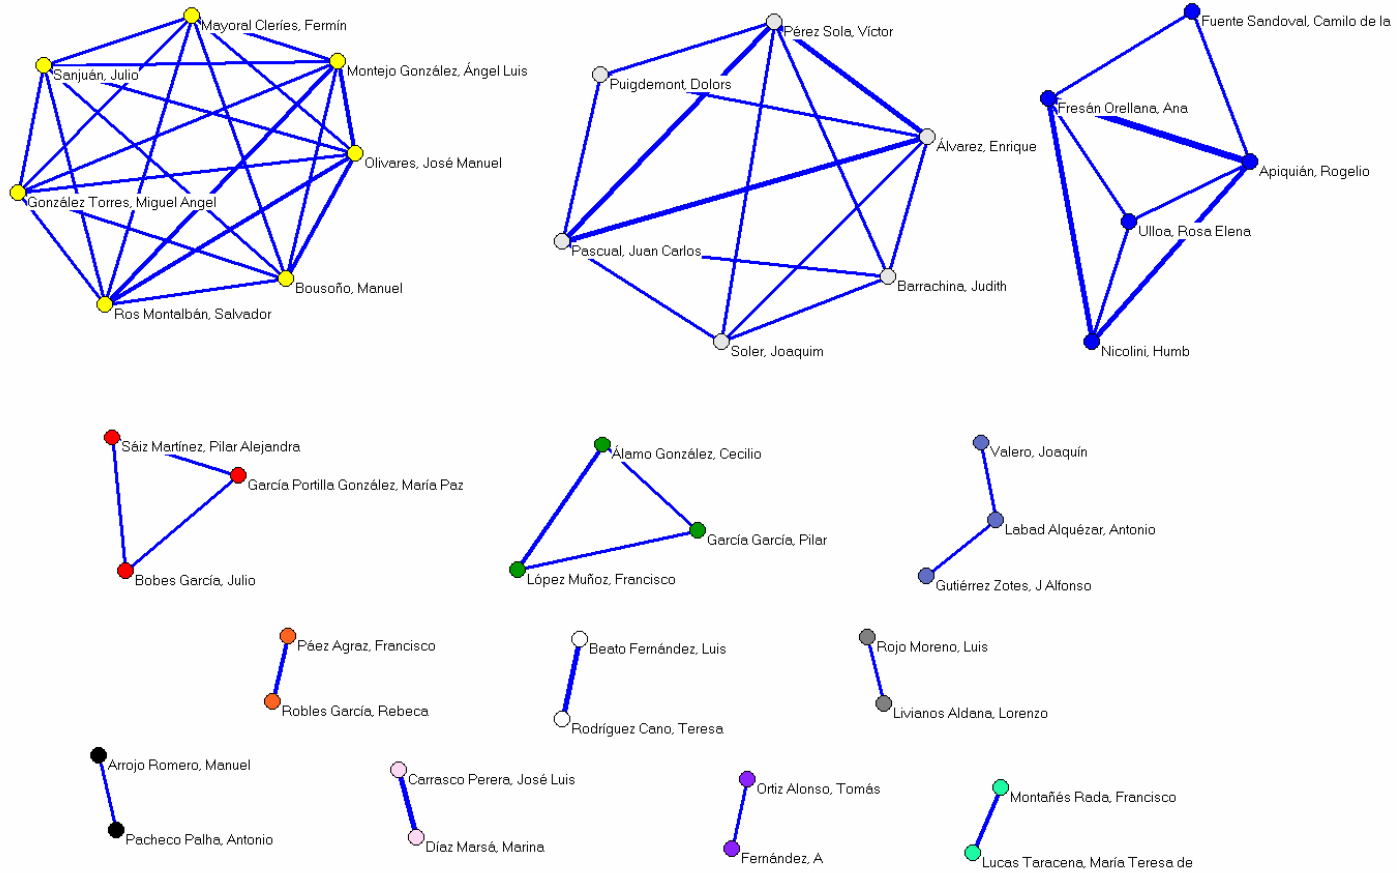 Mayoral Cleríes, Fermín
Sanjuán, Julio
Montejo González, Ángel Luis
Olivares, José Manuel
González Torres, Miguel Angel
Bousoño, Manuel
Ros Montalbán, Salvador
Pérez Sola, Víctor
Puigdemont, Dolors
Álvarez, Enrique
Pascual, Juan Carlos
Barrachina, Judith
Soler, Joaquim
Fuente Sandoval, Camilo de la
Fresán Orellana, Ana
Apiquián, Rogelio
Ulloa, Rosa Elena
Nicolini, Humb
Sáiz Martínez, Pilar Alejandra
García Portilla González, María Paz
Bobes García, Julio
Álamo González, Cecilio
García García, Pilar
López Muñoz, Francisco
Valero, Joaquín
Labad Alquézar, Antonio
Gutiérrez Zotes, J Alfonso
Páez Agraz, Francisco
Robles García, Rebeca
Beato Fernández, Luis
Rodríguez Cano, Teresa
Rojo Moreno, Luis
Livianos Aldana, Lorenzo
Arrojo Romero, Manuel
Pacheco Palha, Antonio
Carrasco Perera, José Luis
Díaz Marsá, Marina
Ortiz Alonso, Tomás
Fernández, A
Montañés Rada, Francisco
Lucas Taracena, María Teresa de